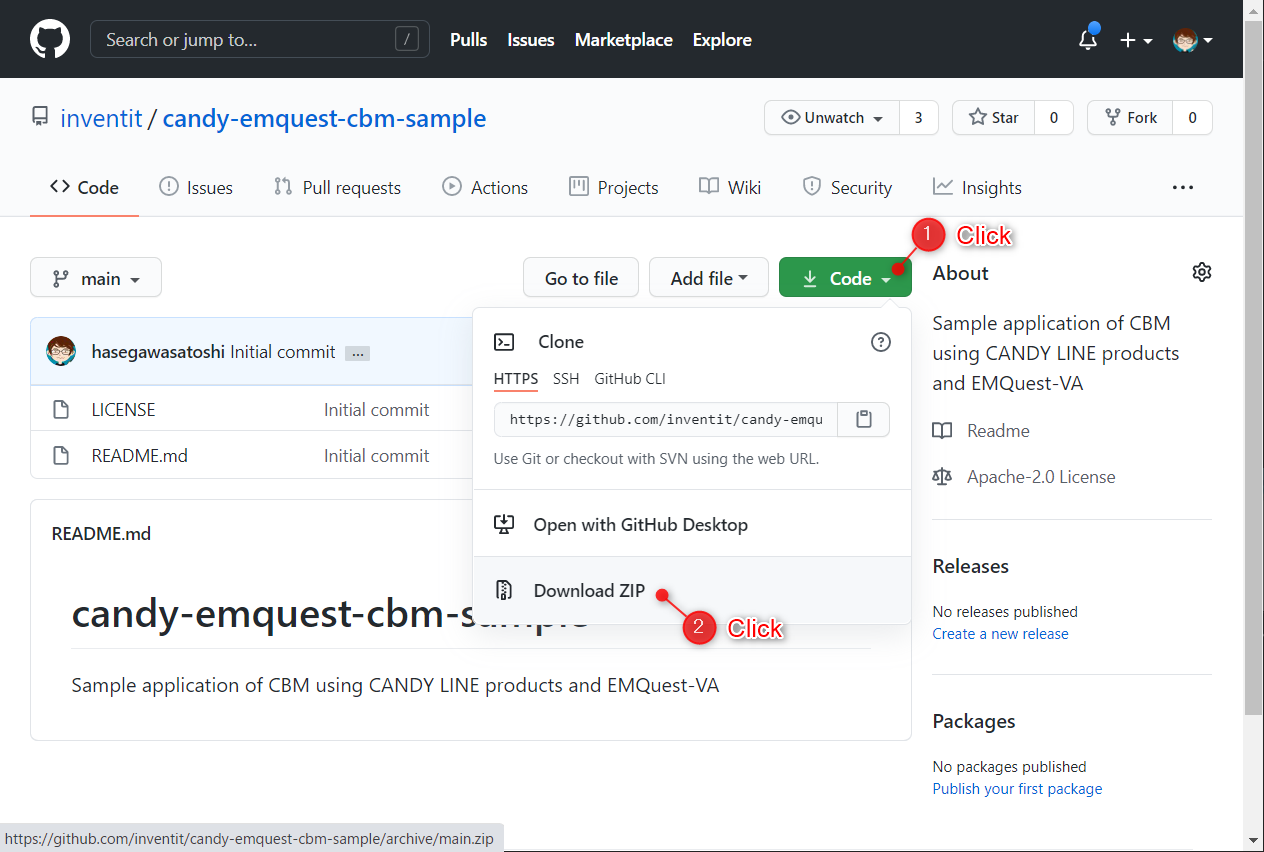 Search or jump to... /
Pulls Issues Marketplace Explore
inventit / candy-emquest-cbm-sample
Unwatch 3 Star 0 Fork 0
Code Issues Pull requests Actions Projects Wiki Security Insights ...
1 Click
main
Go to file Add file Code
hasegawasatoshi Initial commit ...
LICENSE Initial commit
README.md Initial commit
Clone
HTTPS SSH GitHub CLI
https://github.com/inventit/candy-emqu
Use Git or checkout with SVN using the web URL.
Open with GitHub Desktop
Download ZIP
2 Click
README.md
candy-emquest-cbm-sample
Sample application of CBM using CANDY LINE products and EMQuest-VA
About
Sample application of CBM
using CANDY LINE products
and EMQuest-VA
Readme
Apache-2.0 License
Releases
No releases published
Create a new release
Packages
No packages published
Publish your first package
https://github.com/inventit/candy-emquest-cbm-sample/archive/main.zip